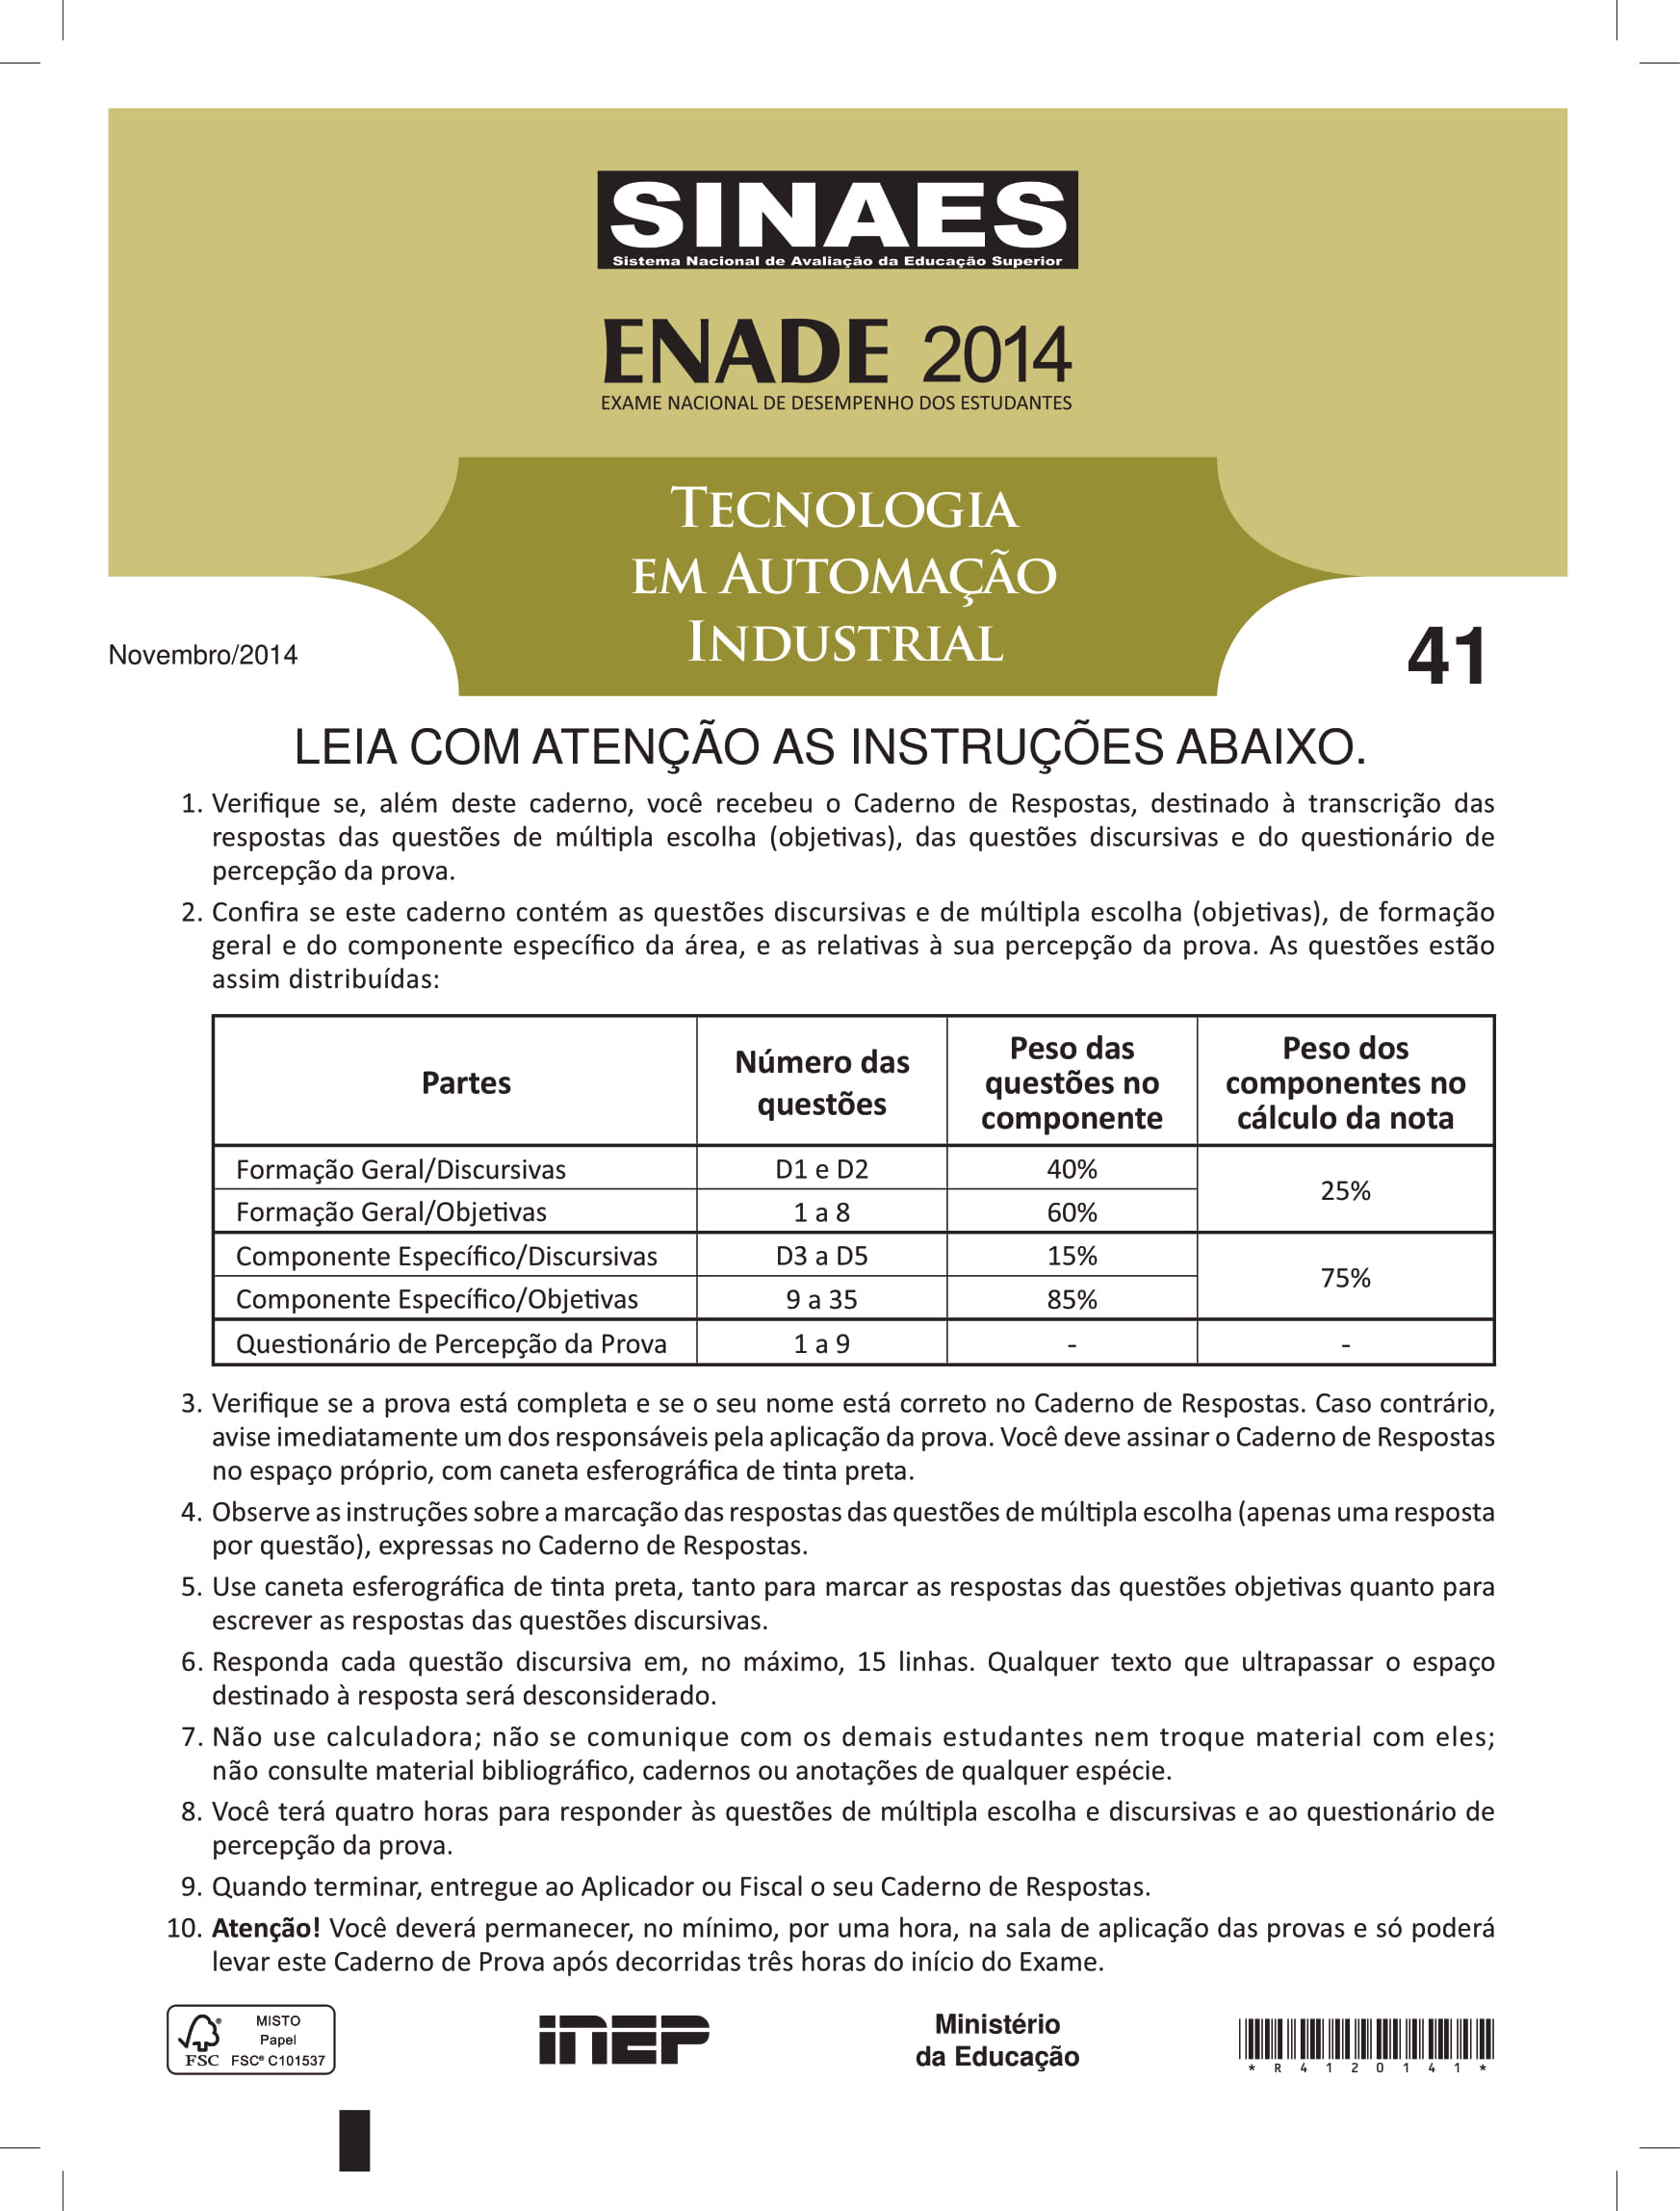 SINAES
Sistema Nacional de Avaliação da Educação Superior
ENADE 2014
EXAME NACIONAL DE DESEMPENHO DOS ESTUDANTES
TECNOLOGIA
EM AUTOMAÇÃO
INDUSTRIAL
Novembro/2014
41
LEIA COM ATENÇÃO AS INSTRUÇÕES ABAIXO.
1. Verifique se, além deste caderno, você recebeu o Caderno de Respostas, destinado à transcrição das
respostas das questões de múltipla escolha (objetivas), das questões discursivas e do questionário de
percepção da prova.
2. Confira se este caderno contém as questões discursivas e de múltipla escolha (objetivas), de formação
geral e do componente específico da área, e as relativas à sua percepção da prova. As questões estão
assim distribuídas:
Partes
Número das
questões
Peso das
questões no
componente
Peso dos
componentes no
cálculo da nota
Formação Geral/Discursivas D1 e D2 40%
25%
Formação Geral/Objetivas 1 a 8 60%
Componente Específico/Discursivas D3 a D5 15%
75%
Componente Específico/Objetivas 9 a 35 85%
Questionário de Percepção da Prova 1 a 9 - -
3. Verifique se a prova está completa e se o seu nome está correto no Caderno de Respostas. Caso contrário,
avise imediatamente um dos responsáveis pela aplicação da prova. Você deve assinar o Caderno de Respostas
no espaço próprio, com caneta esferográfica de tinta preta.
4. Observe as instruções sobre a marcação das respostas das questões de múltipla escolha (apenas uma resposta
por questão), expressas no Caderno de Respostas.
5. Use caneta esferográfica de tinta preta, tanto para marcar as respostas das questões objetivas quanto para
escrever as respostas das questões discursivas.
6. Responda cada questão discursiva em, no máximo, 15 linhas. Qualquer texto que ultrapassar o espaço
destinado à resposta será desconsiderado.
7. Não use calculadora; não se comunique com os demais estudantes nem troque material com eles;
não consulte material bibliográfico, cadernos ou anotações de qualquer espécie.
8. Você terá quatro horas para responder às questões de múltipla escolha e discursivas e ao questionário de
percepção da prova.
9. Quando terminar, entregue ao Aplicador ou Fiscal o seu Caderno de Respostas.
10. Atenção! Você deverá permanecer, no mínimo, por uma hora, na sala de aplicação das provas e só poderá
levar este Caderno de Prova após decorridas três horas do início do Exame.
MISTO
Papel
FSC FSC® C101537
inep
Ministério
da Educação
* R 4 1 2 0 1 4 1 *